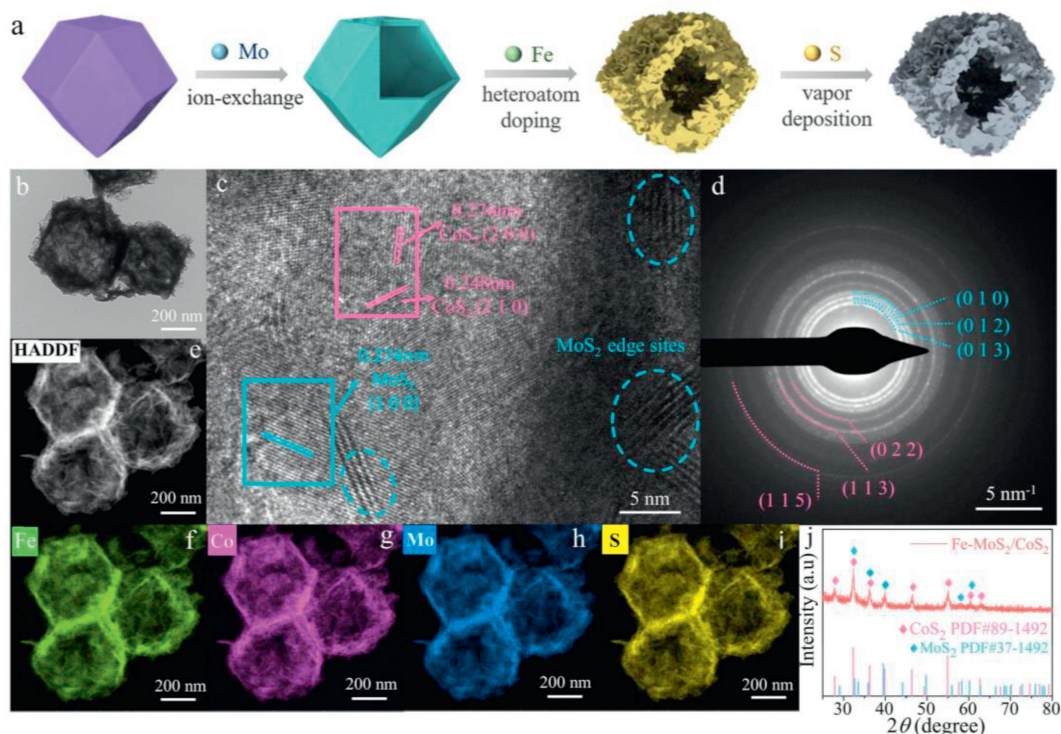 a
Mo
ion-exchange
Fe
heteroatom
doping
S
vapor
deposition
b
200 nm
c
0.276nm
CoS₂ (2 0 0)
0.248nm
CoS₂ (2 1 0)
0.274nm
MoS₂
(1 0 0)
MoS₂ edge sites
5 nm
d
(0 1 0)
(0 1 2)
(0 1 3)
(0 2 2)
(1 1 3)
(1 1 5)
5 nm⁻¹
HADDF
e
200 nm
Fe
f
200 nm
Co
g
200 nm
Mo
h
200 nm
S
i
200 nm
j
Intensity (a.u)
Fe-MoS₂/CoS₂
CoS₂ PDF#89-1492
MoS₂ PDF#37-1492
30 40 50 60 70 80
2θ (degree)